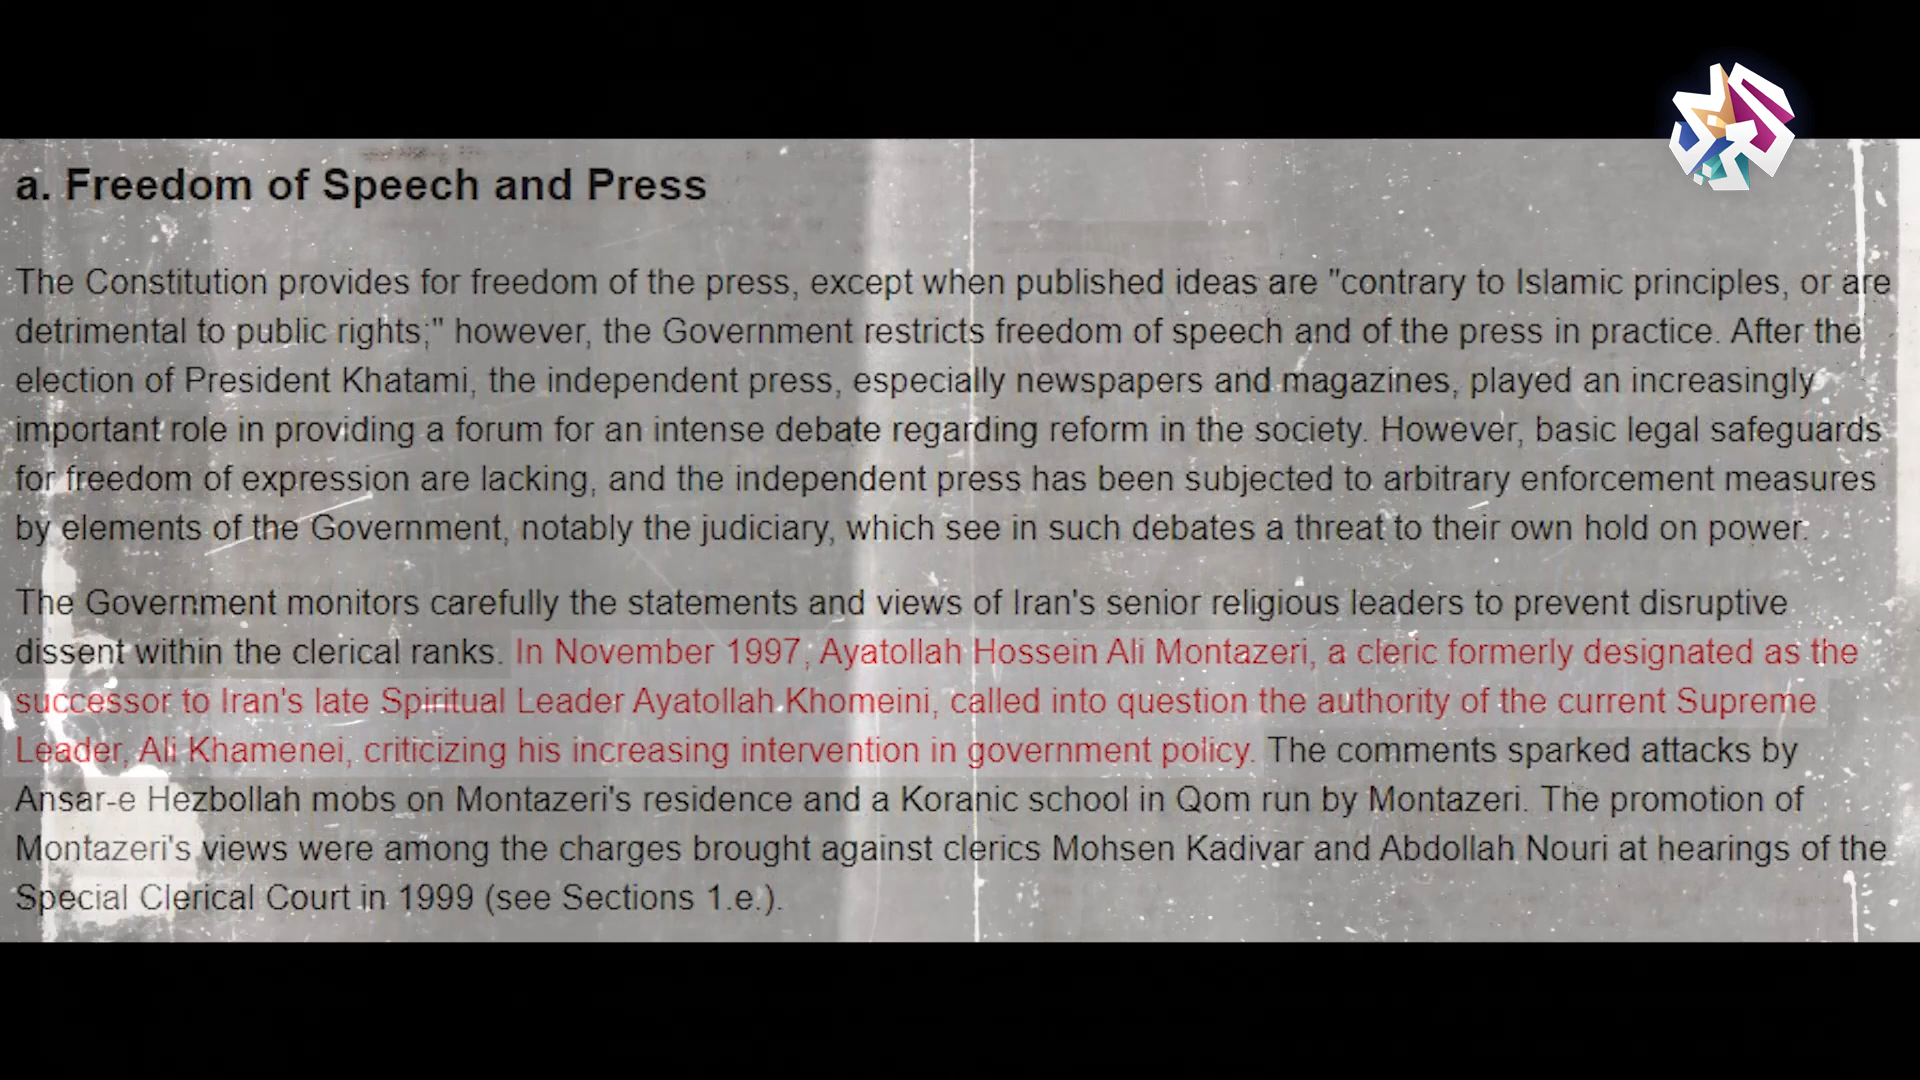 a. Freedom of Speech and Press
The Constitution provides for freedom of the press, except when published ideas are "contrary to Islamic principles, or are
detrimental to public rights;" however, the Government restricts freedom of speech and of the press in practice. After the
election of President Khatami, the independent press, especially newspapers and magazines, played an increasingly
important role in providing a forum for an intense debate regarding reform in the society. However, basic legal safeguards
for freedom of expression are lacking, and the independent press has been subjected to arbitrary enforcement measures
by elements of the Government, notably the judiciary, which see in such debates a threat to their own hold on power.
The Government monitors carefully the statements and views of Iran's senior religious leaders to prevent disruptive
dissent within the clerical ranks. In November 1997, Ayatollah Hossein Ali Montazeri, a cleric formerly designated as the
successor to Iran's late Spiritual Leader Ayatollah Khomeini, called into question the authority of the current Supreme
Leader, Ali Khamenei, criticizing his increasing intervention in government policy. The comments sparked attacks by
Ansar-e Hezbollah mobs on Montazeri's residence and a Koranic school in Qom run by Montazeri. The promotion of
Montazeri's views were among the charges brought against clerics Mohsen Kadivar and Abdollah Nouri at hearings of the
Special Clerical Court in 1999 (see Sections 1.e.).